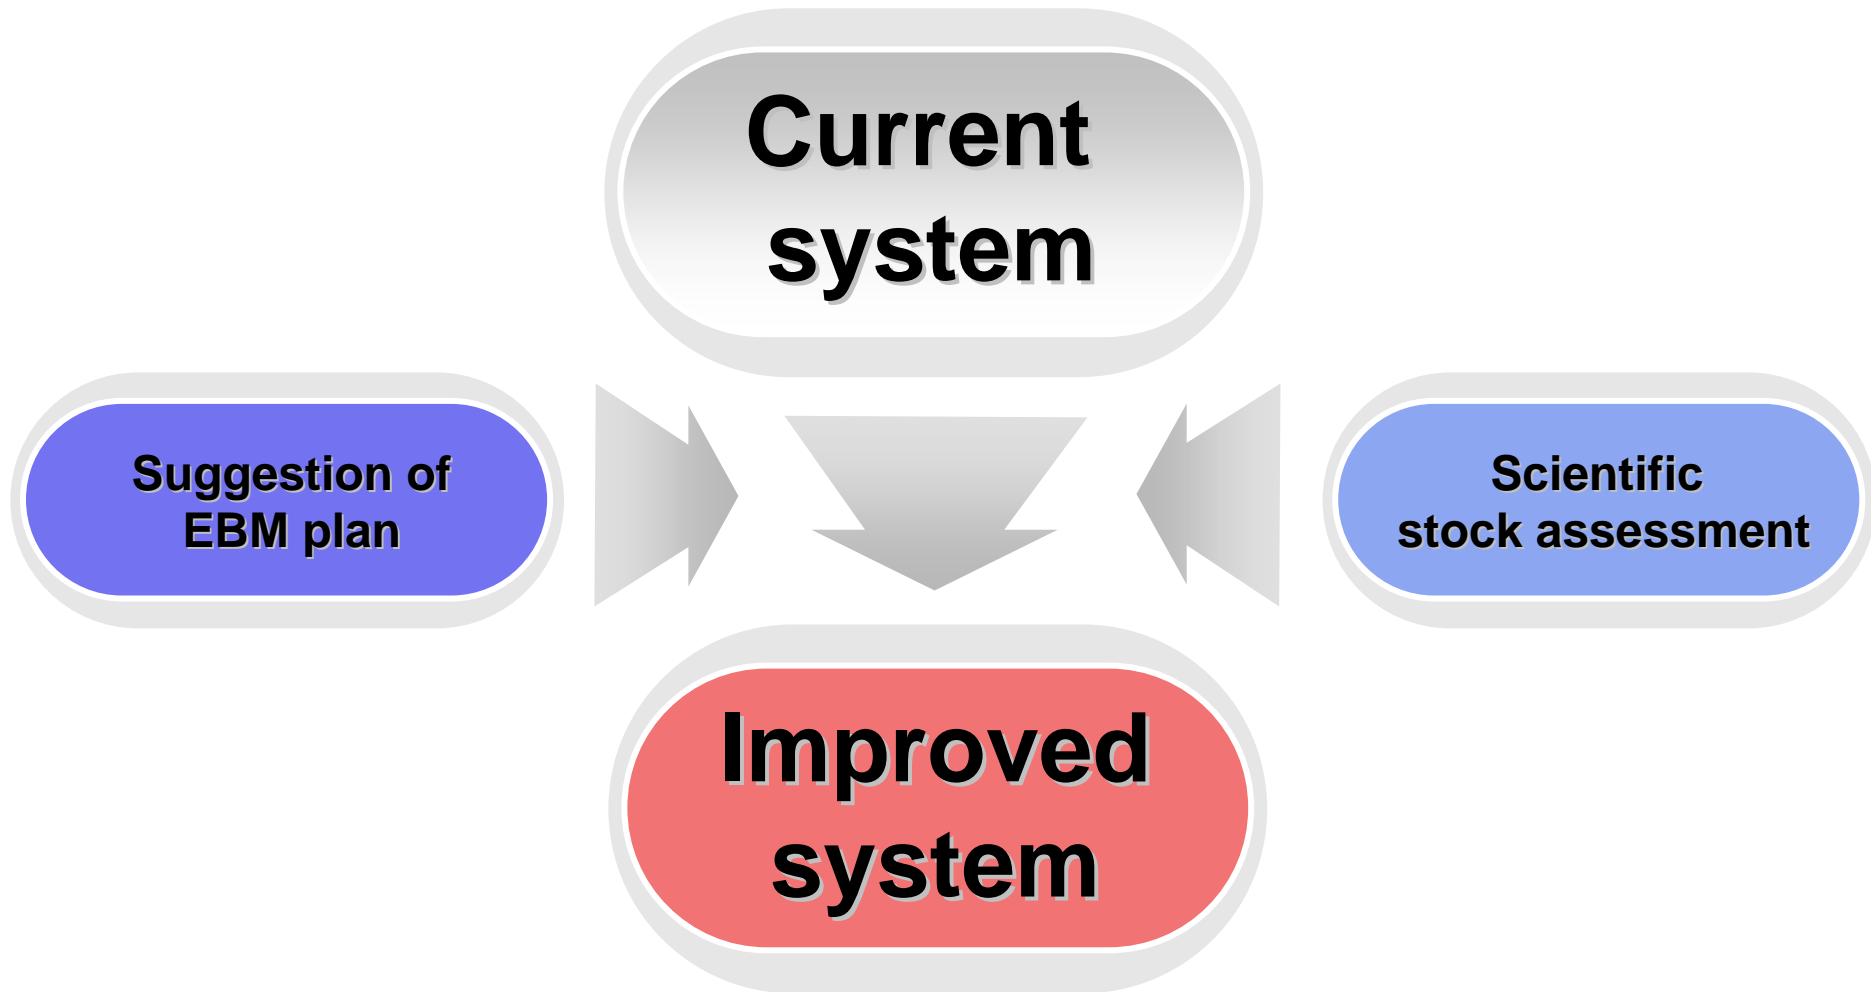 Current
system
Suggestion of
EBM plan
Scientific
stock assessment
Improved
system